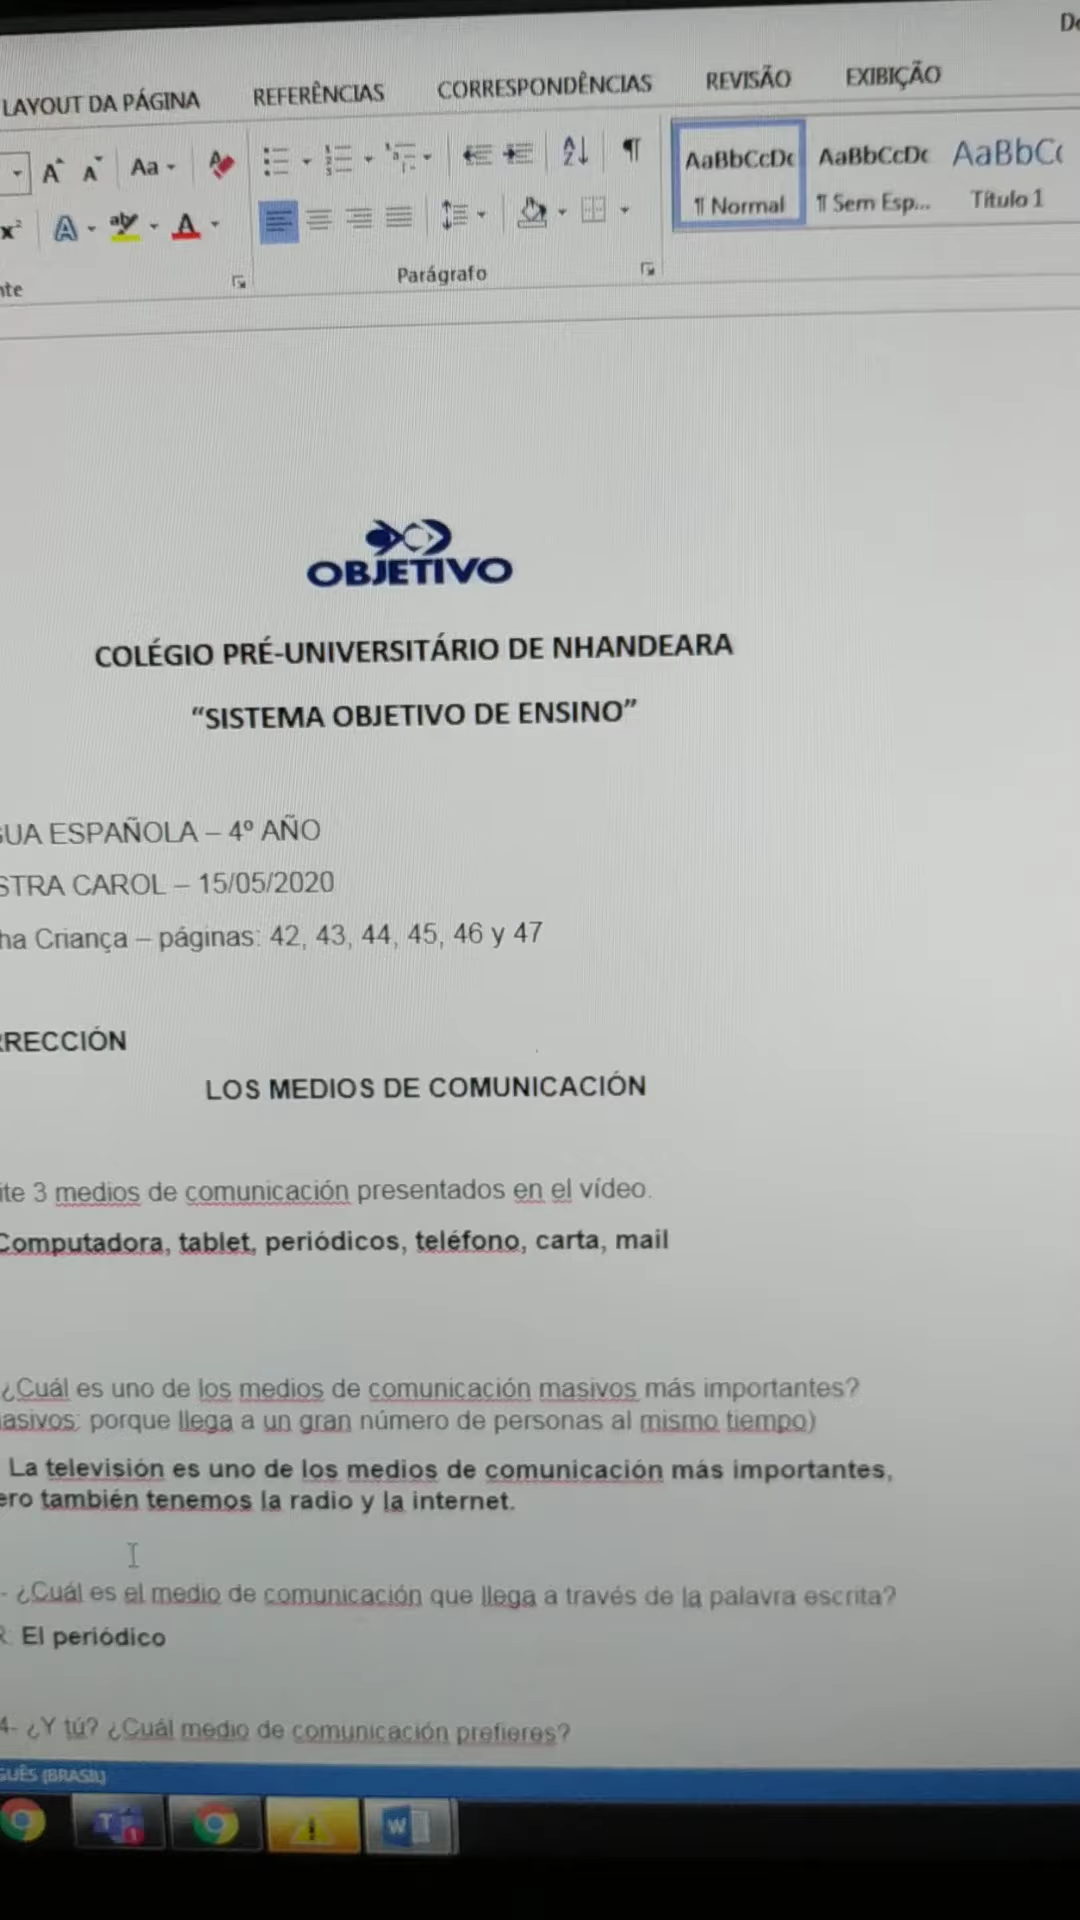 LAYOUT DA PÁGINA REFERÊNCIAS CORRESPONDÊNCIAS REVISÃO EXIBIÇÃO
Aa
AaBbCcDc AaBbCcDc AaBbCc
¶ Normal ¶ Sem Esp... Título 1
Parágrafo
OBJETIVO
COLÉGIO PRÉ-UNIVERSITÁRIO DE NHANDEARA
“SISTEMA OBJETIVO DE ENSINO”
GUA ESPAÑOLA – 4º AÑO
STRA CAROL – 15/05/2020
ha Criança – páginas: 42, 43, 44, 45, 46 y 47
RRECCIÓN
LOS MEDIOS DE COMUNICACIÓN
ite 3 medios de comunicación presentados en el vídeo.
Computadora, tablet, periódicos, teléfono, carta, mail
¿Cuál es uno de los medios de comunicación masivos más importantes?
asivos: porque llega a un gran número de personas al mismo tiempo)
La televisión es uno de los medios de comunicación más importantes,
ero también tenemos la radio y la internet.
- ¿Cuál es el medio de comunicación que llega a través de la palavra escrita?
R: El periódico
4- ¿Y tú? ¿Cuál medio de comunicación prefieres?
GUÊS (BRASIL)